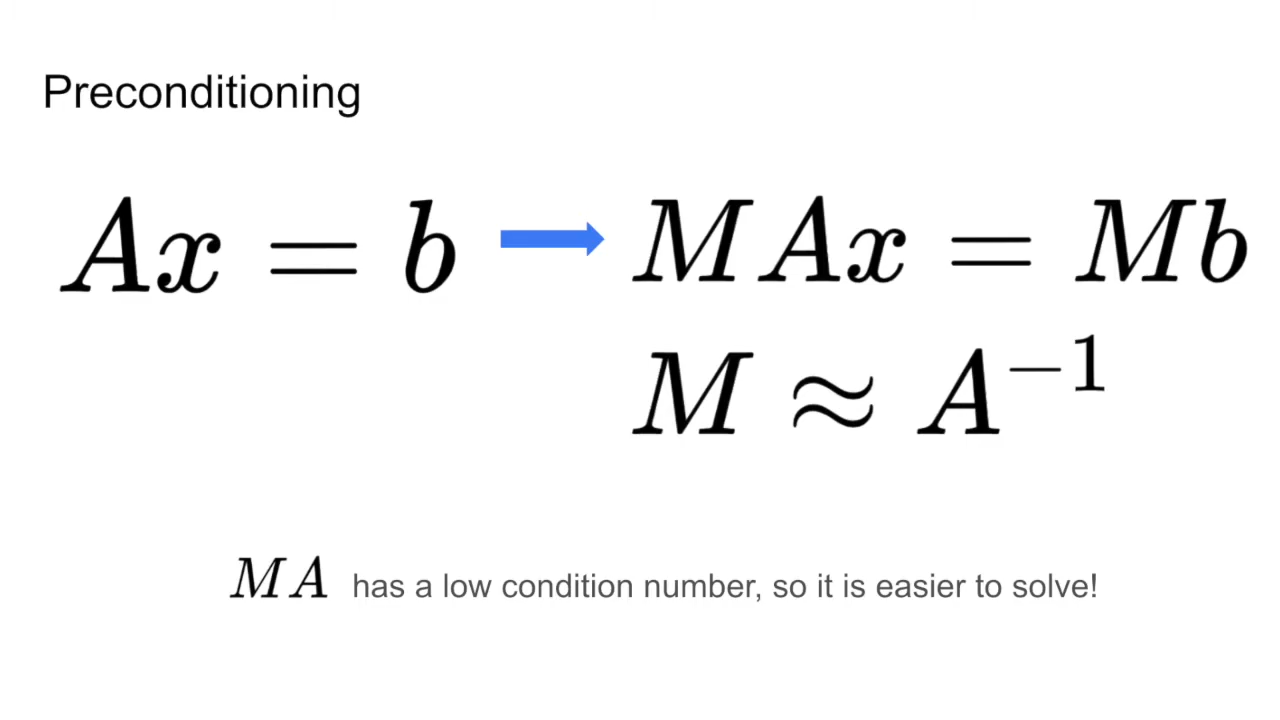 Preconditioning
Ax = b
MAx = Mb
M ≈ A⁻¹
MA has a low condition number, so it is easier to solve!